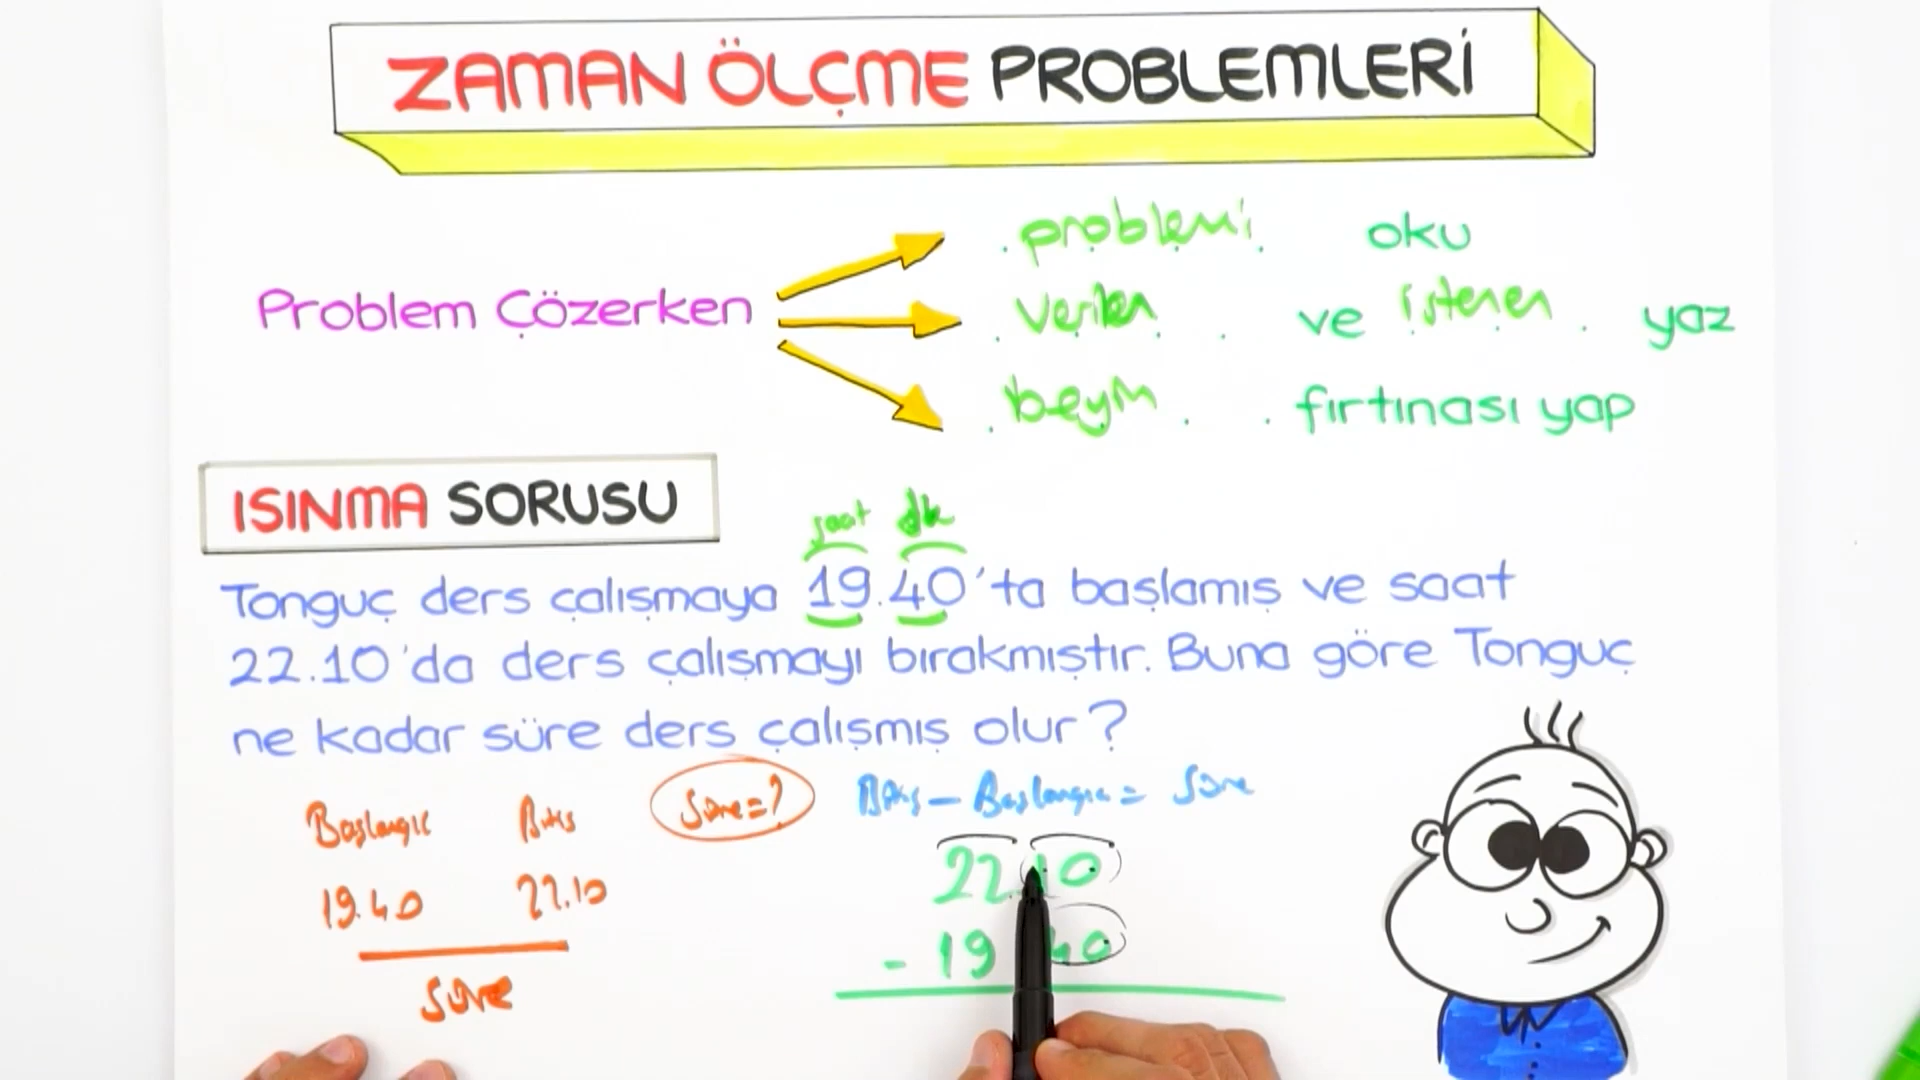 ZAMAN ÖLÇME PROBLEMLERİ
Problem Çözerken
problemi oku
Verilen ve istenen yaz
beyin fırtınası yap
ISINMA SORUSU
saat dk
Tonguç ders çalışmaya 19.40'ta başlamış ve saat
22.10'da ders çalışmayı bırakmıştır. Buna göre Tonguç
ne kadar süre ders çalışmış olur?
Başlangıç Bitiş
19.40 22.10
süre
Süre=?
Bitiş - Başlangıç = Süre
22.10
- 19 40